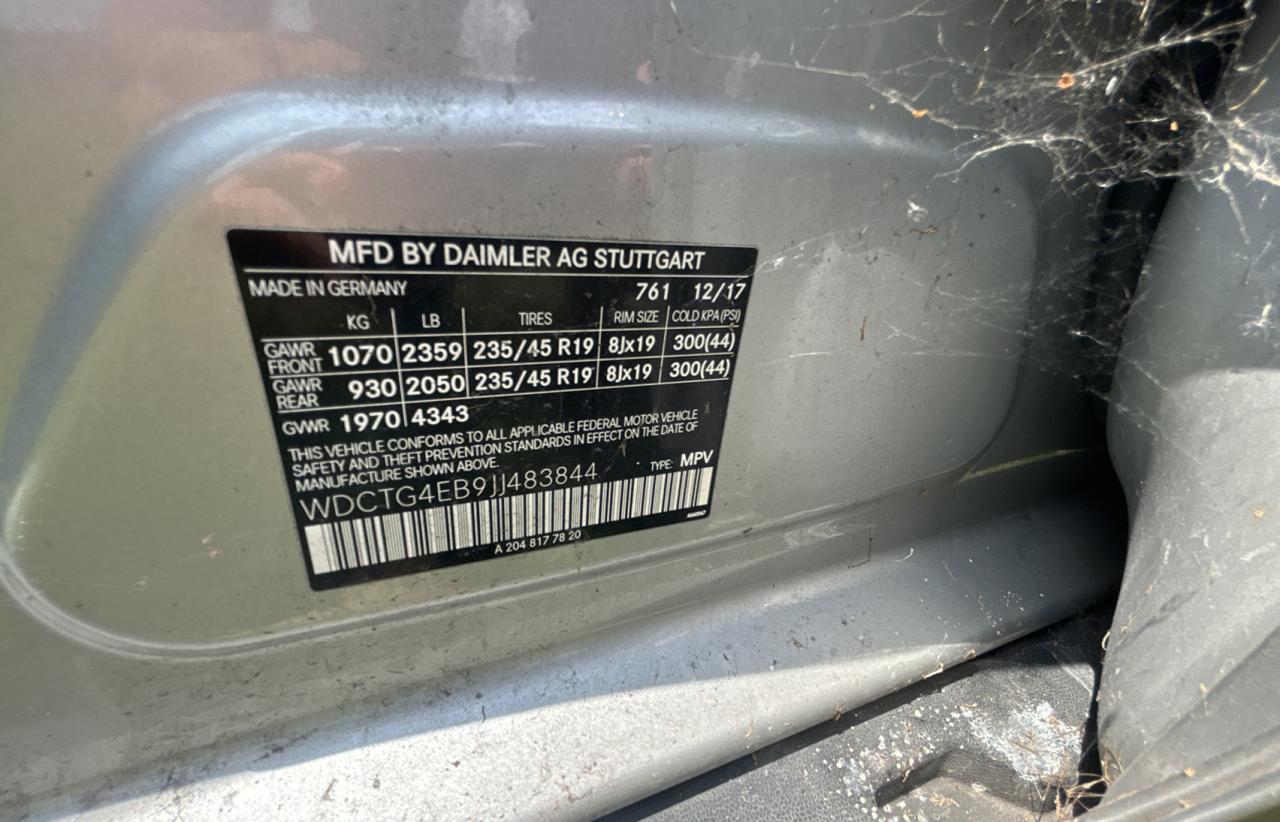 MFD BY DAIMLER AG STUTTGART
MADE IN GERMANY 761 12/17
KG LB TIRES RIM SIZE COLD KPA (PSI)
GAWR FRONT 1070 2359 235/45 R19 8Jx19 300(44)
GAWR REAR 930 2050 235/45 R19 8Jx19 300(44)
GVWR 1970 4343
THIS VEHICLE CONFORMS TO ALL APPLICABLE FEDERAL MOTOR VEHICLE
SAFETY AND THEFT PREVENTION STANDARDS IN EFFECT ON THE DATE OF
MANUFACTURE SHOWN ABOVE.
TYPE: MPV
WDCTG4EB9JJ483844
A 204 817 78 20